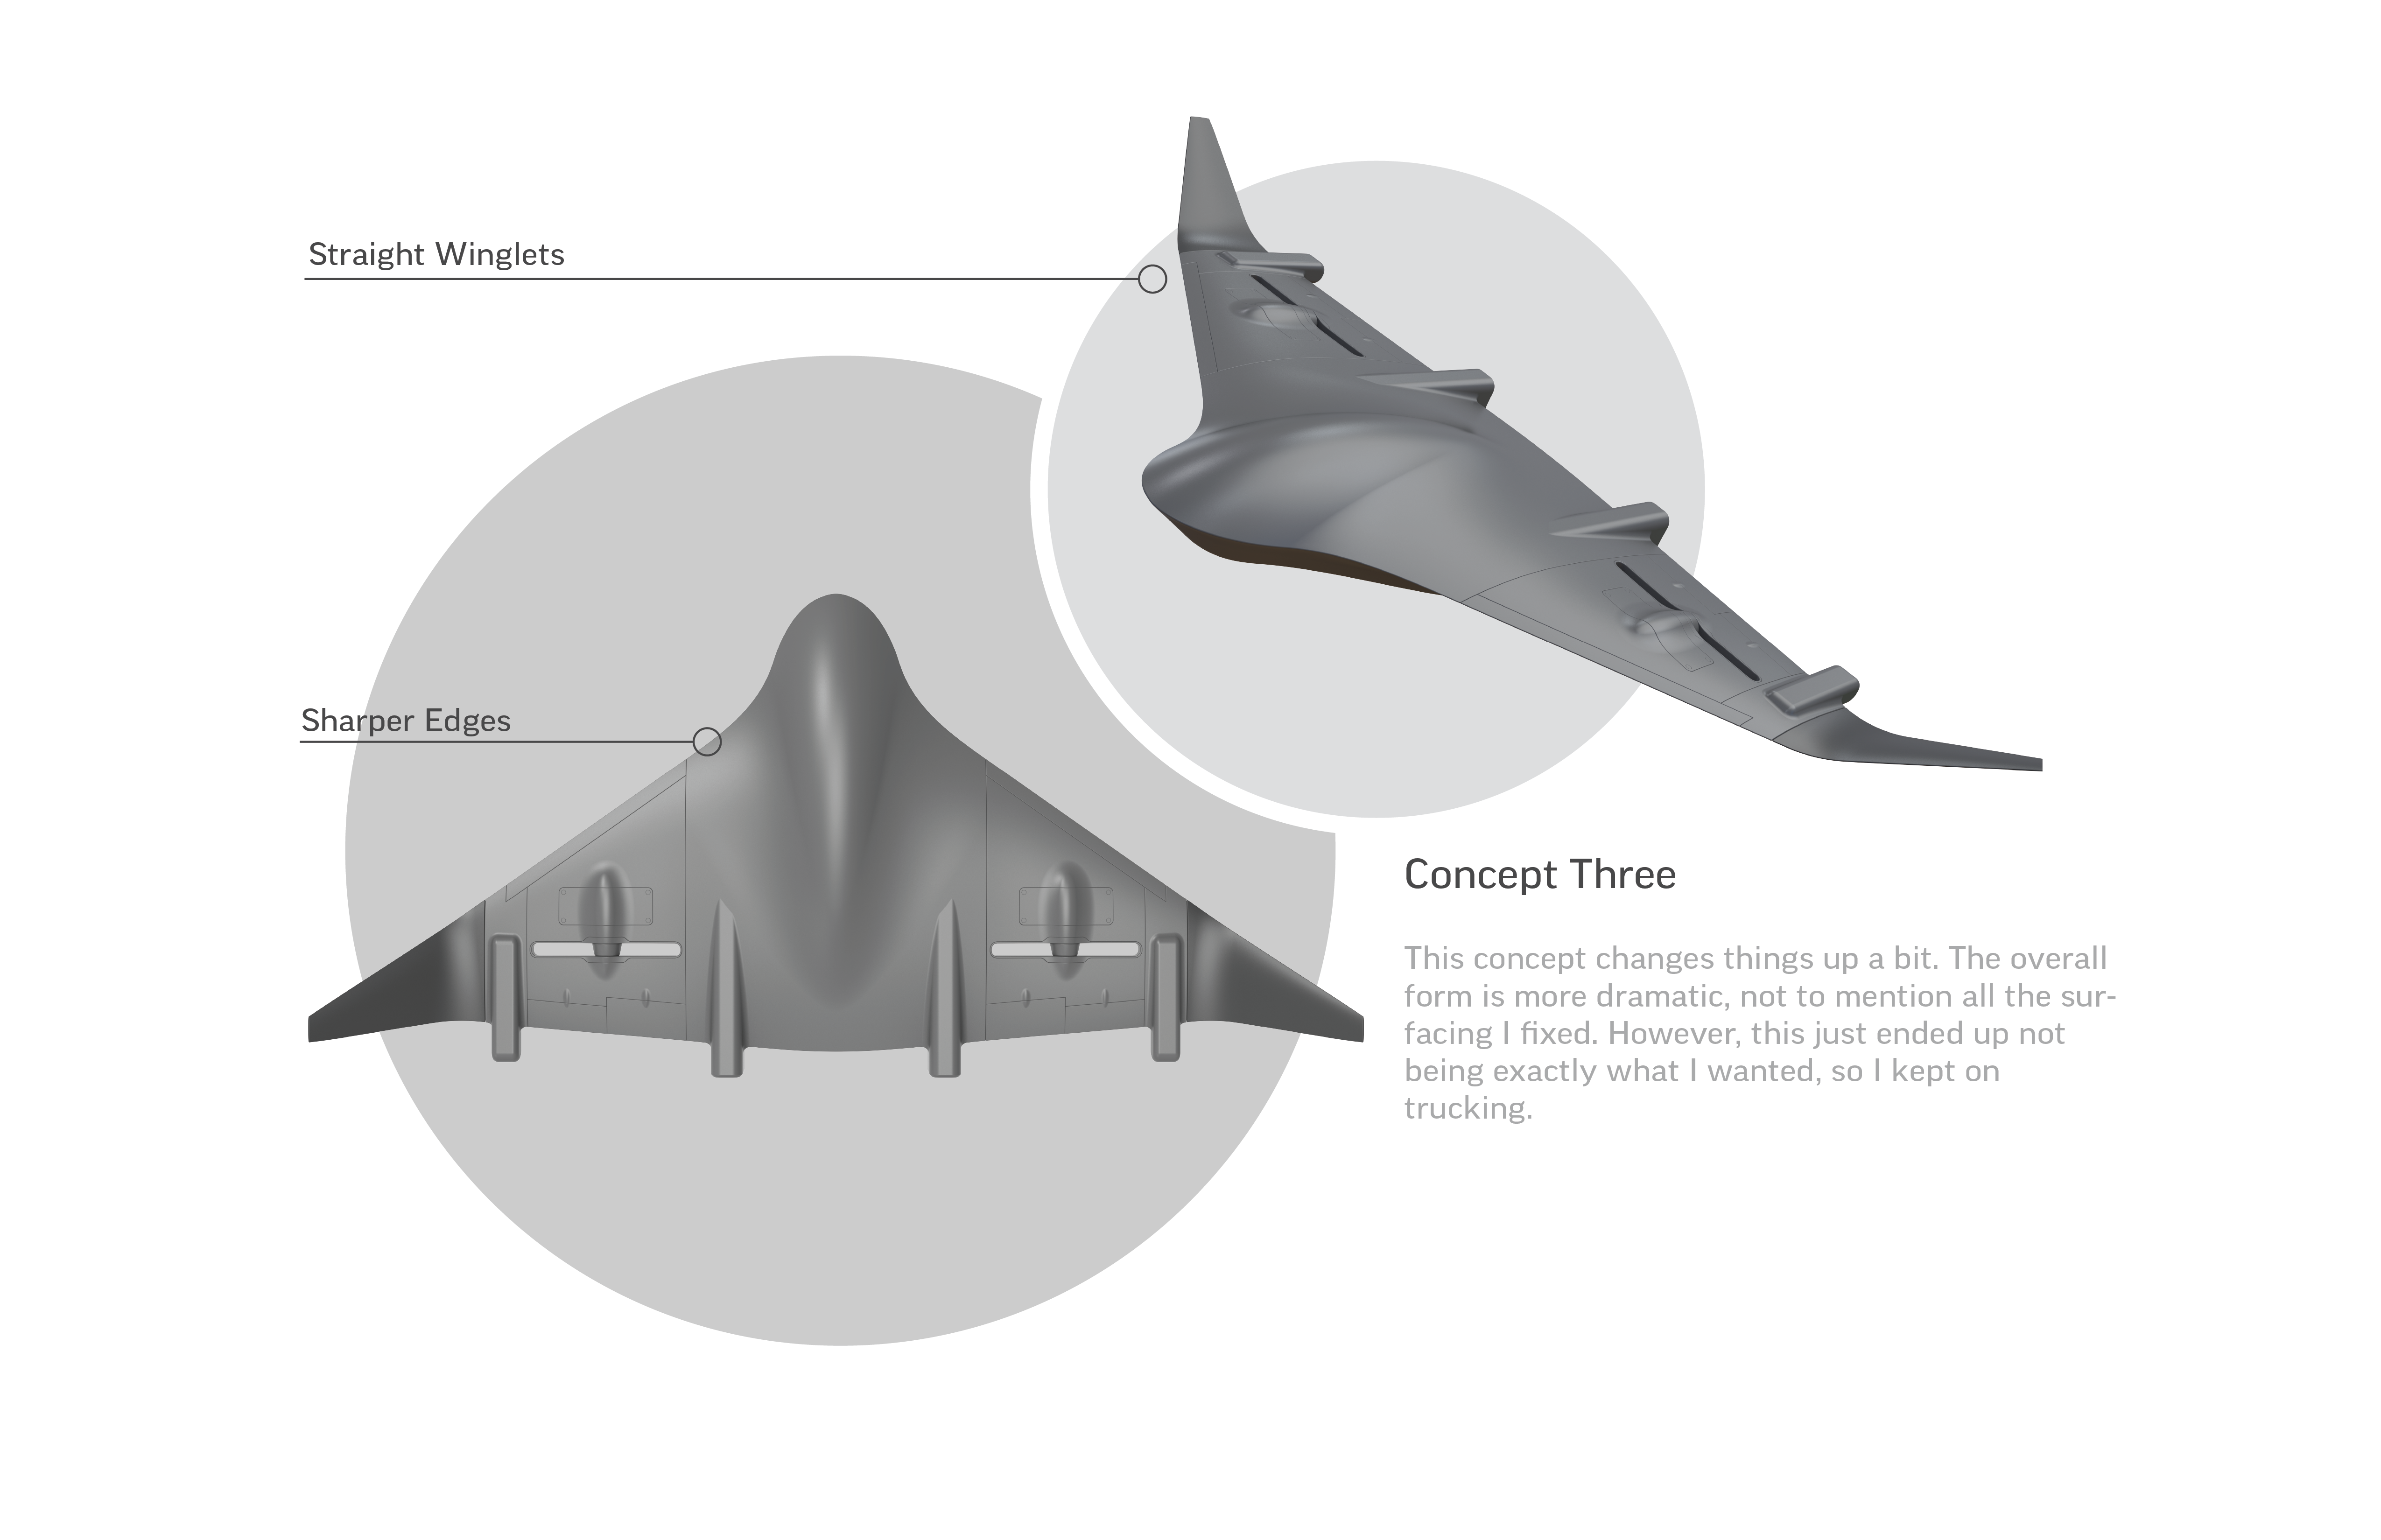 Straight Winglets
Sharper Edges
Concept Three
This concept changes things up a bit. The overall
form is more dramatic, not to mention all the sur-
facing I fixed. However, this just ended up not
being exactly what I wanted, so I kept on
trucking.